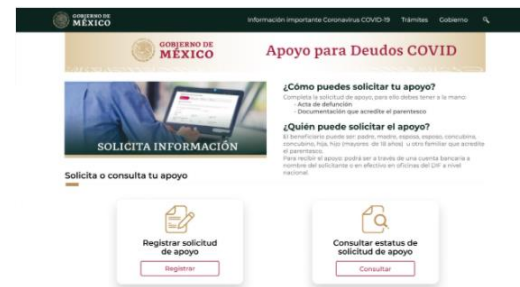 GOBIERNO DE
MÉXICO
Información importante Coronavirus COVID-19 Trámites Gobierno
GOBIERNO DE
MÉXICO
Apoyo para Deudos COVID
SOLICITA INFORMACIÓN
¿Cómo puedes solicitar tu apoyo?
Completa la solicitud de apoyo, para ello debes tener a la mano:
- Acta de defunción
- Documentación que acredite el parentesco
¿Quién puede solicitar el apoyo?
El beneficiario puede ser: padre, madre, esposa, esposo, concubina,
concubino, hija, hijo (mayores de 18 años) u otro familiar que acredite
el parentesco.
Para recibir el apoyo podrá ser a través de una cuenta bancaria a
nombre del solicitante o en efectivo en oficinas del DIF a nivel
nacional
Solicita o consulta tu apoyo
Registrar solicitud
de apoyo
Registrar
Consultar estatus de
solicitud de apoyo
Consultar